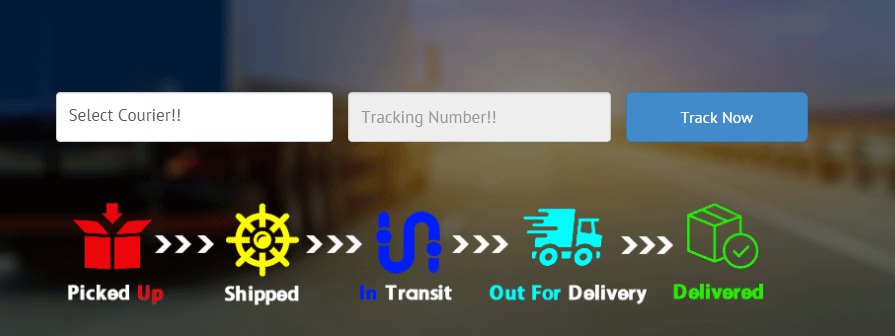 Select Courier!! Tracking Number!! Track Now
Picked Up Shipped In Transit Out For Delivery Delivered